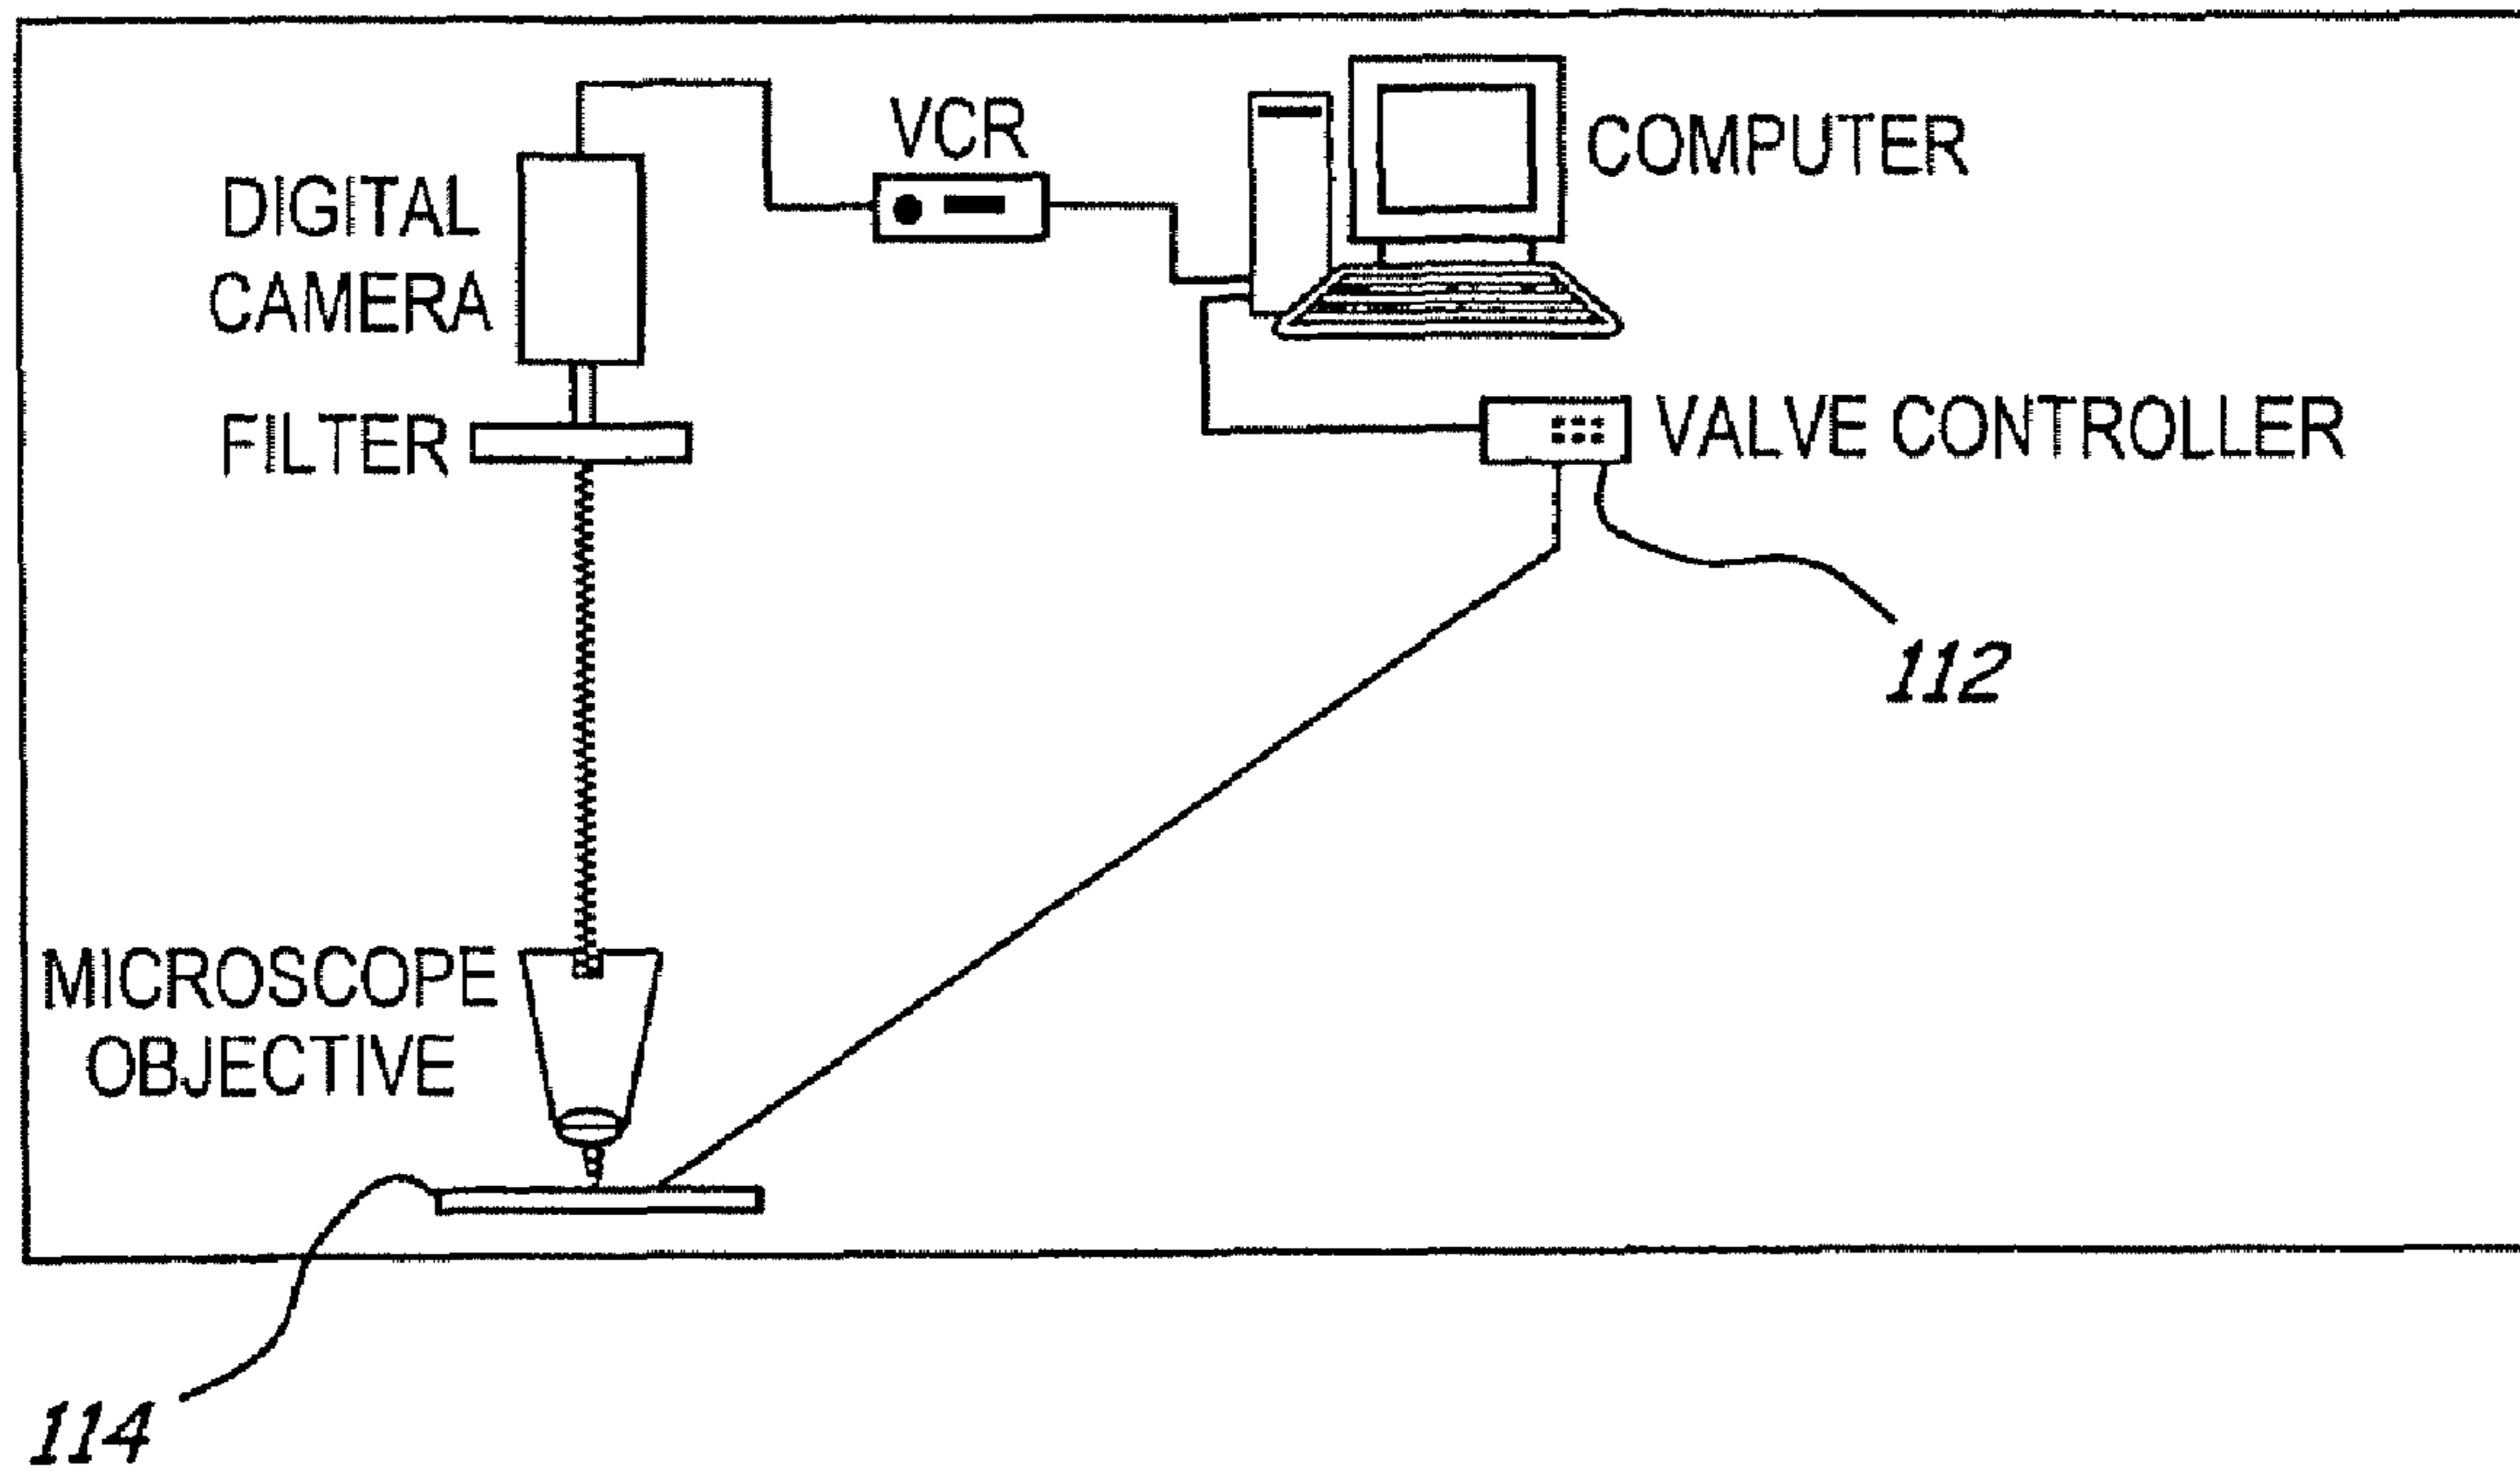 VCR
COMPUTER
DIGITAL
CAMERA
FILTER
VALVE CONTROLLER
112
MICROSCOPE
OBJECTIVE
114